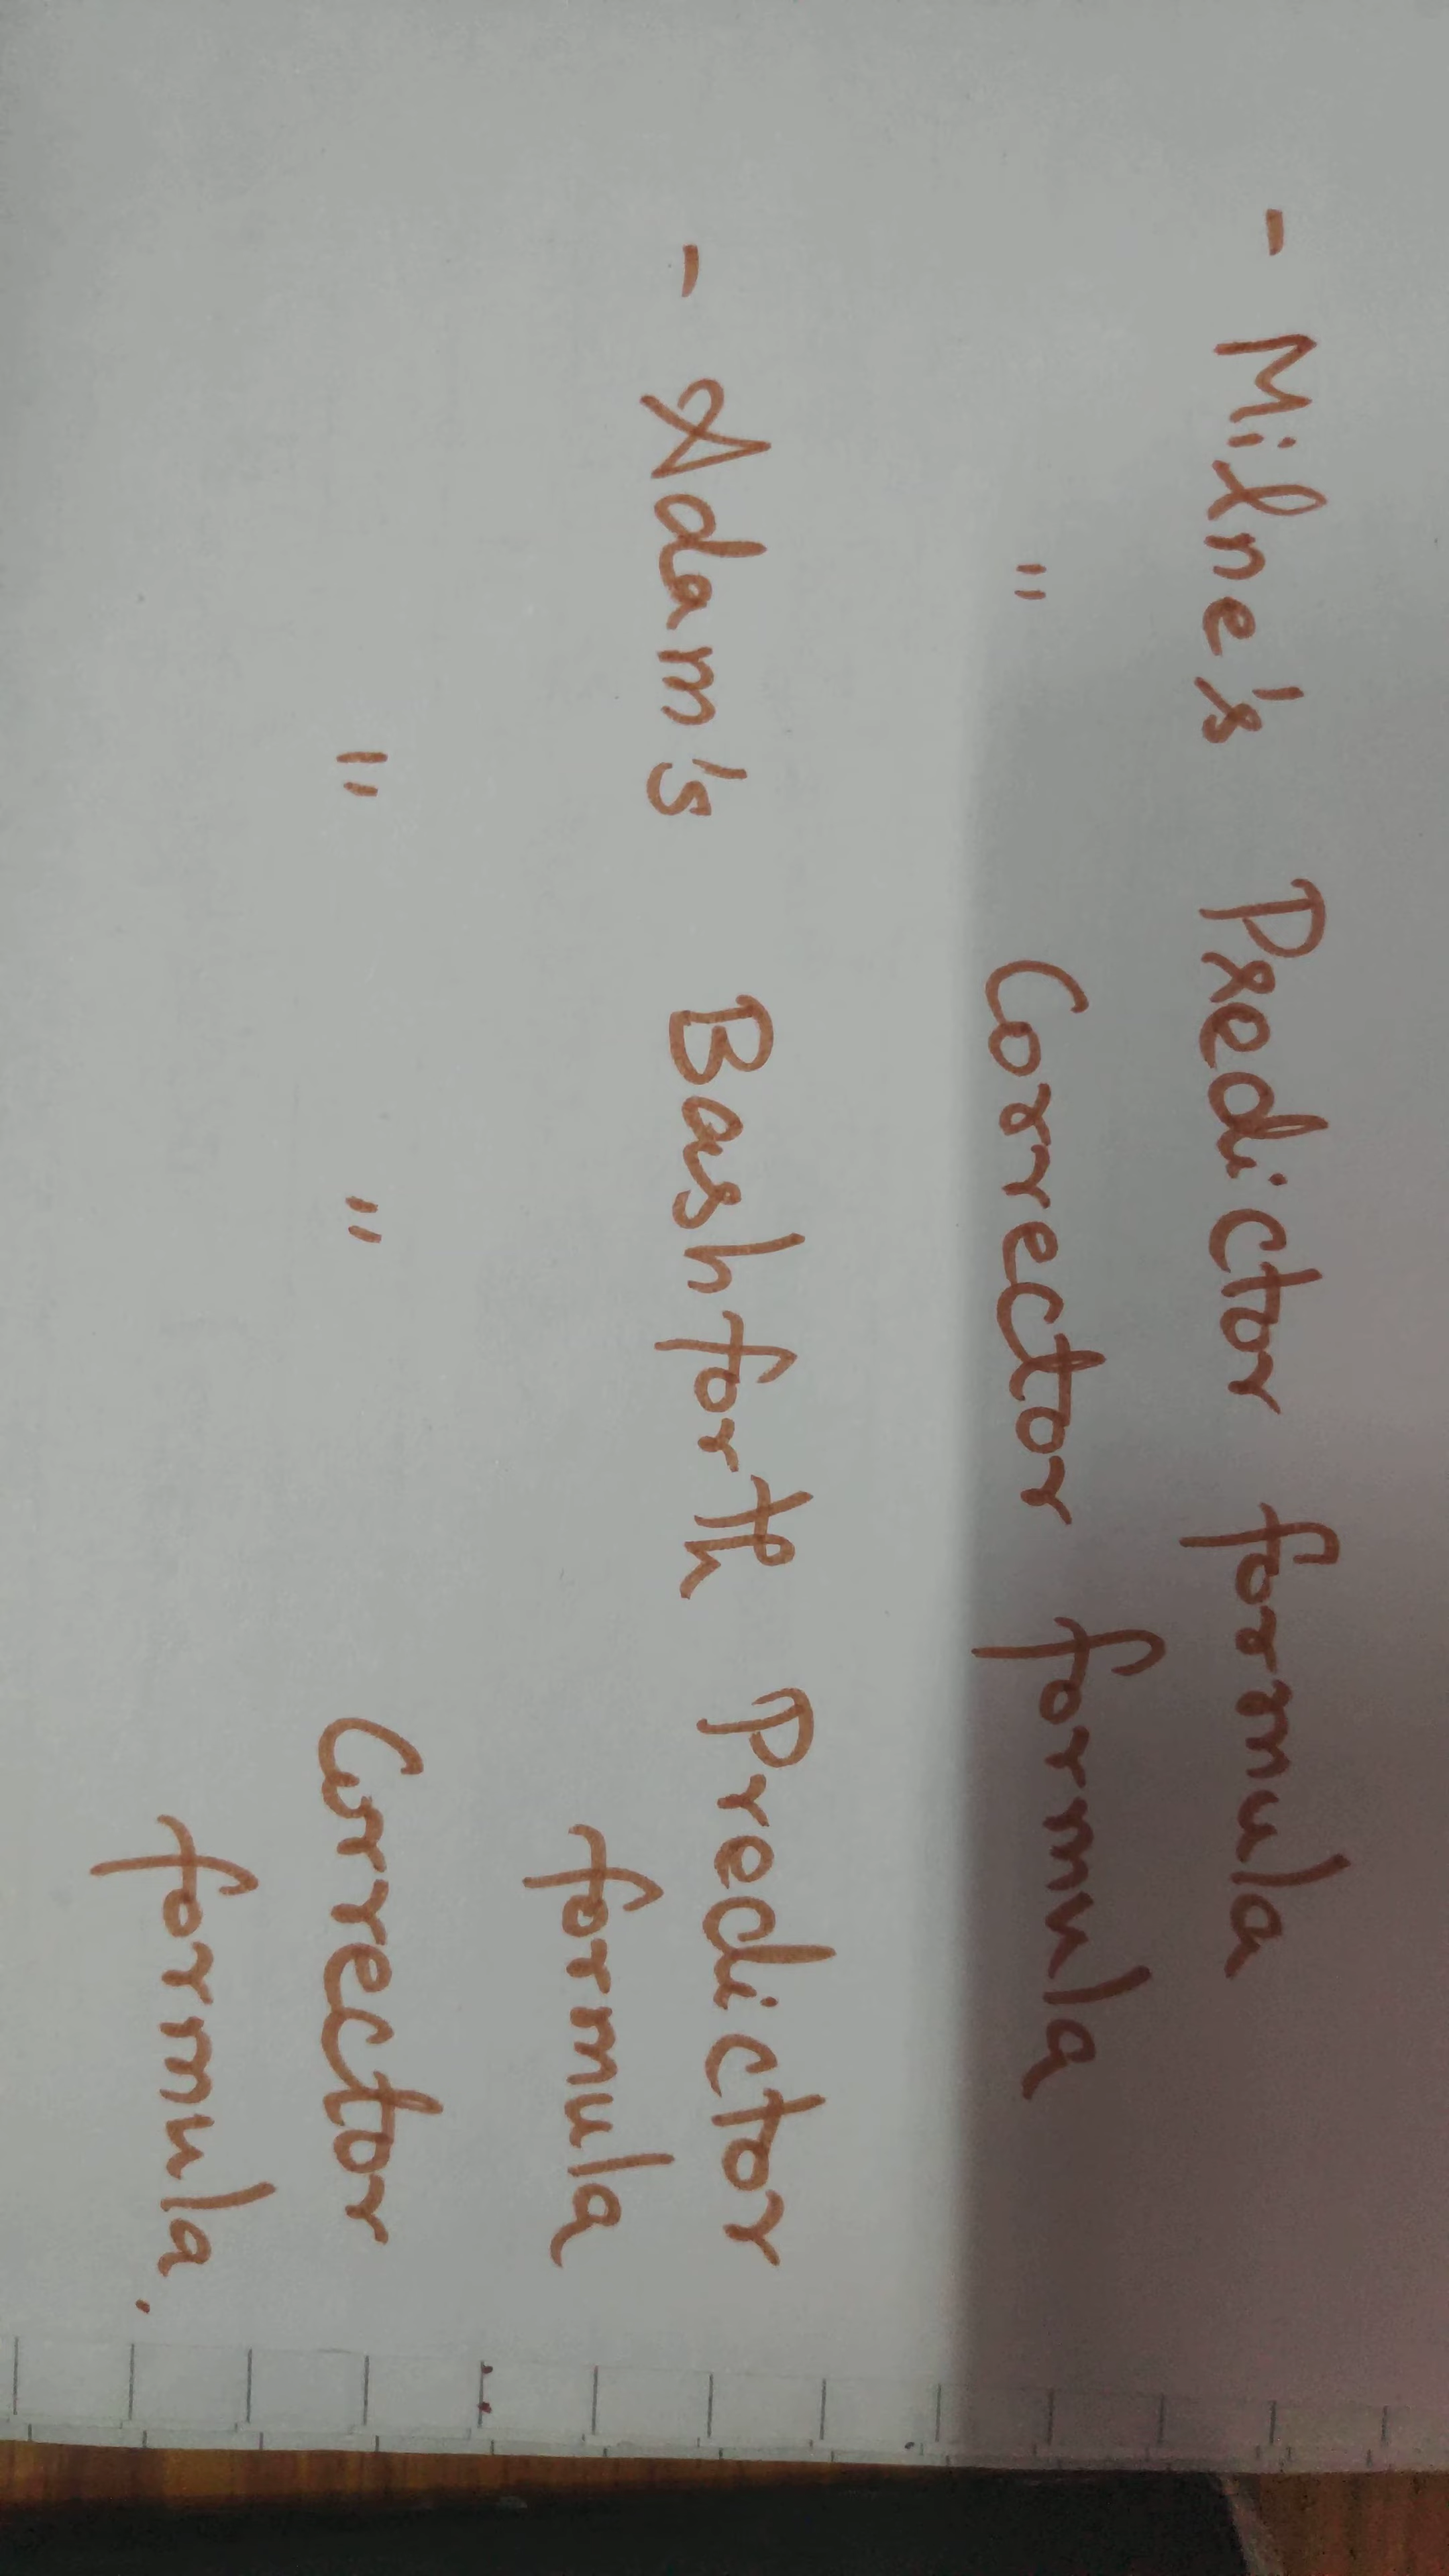 - Milne's Predictor formula
" Corrector formula
- Adam's Bashforth Predictor
formula
" " Corrector
formula.